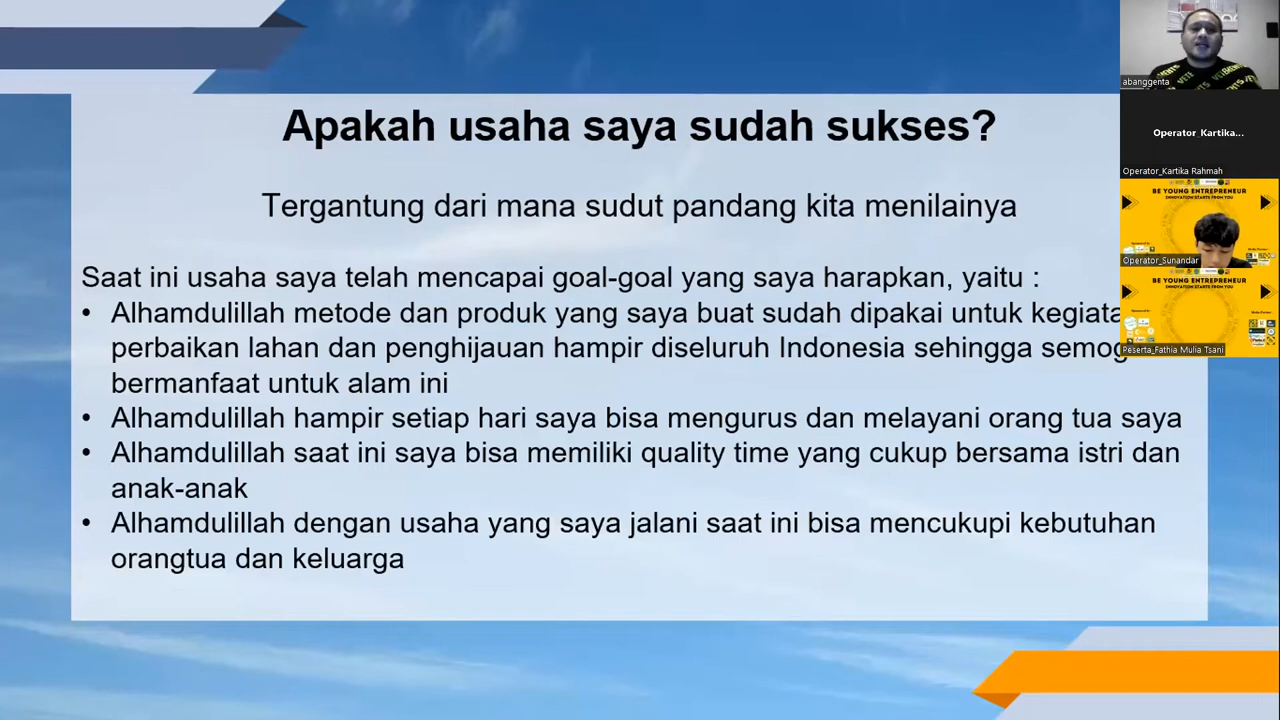 Apakah usaha saya sudah sukses?
Tergantung dari mana sudut pandang kita menilainya
Saat ini usaha saya telah mencapai goal-goal yang saya harapkan, yaitu :
• Alhamdulillah metode dan produk yang saya buat sudah dipakai untuk kegiata
perbaikan lahan dan penghijauan hampir diseluruh Indonesia sehingga semog
bermanfaat untuk alam ini
• Alhamdulillah hampir setiap hari saya bisa mengurus dan melayani orang tua saya
• Alhamdulillah saat ini saya bisa memiliki quality time yang cukup bersama istri dan
anak-anak
• Alhamdulillah dengan usaha yang saya jalani saat ini bisa mencukupi kebutuhan
orangtua dan keluarga
abanggenta
Operator_Kartika...
Operator_Kartika Rahmah
BE YOUNG ENTREPRENEUR
INNOVATION STARTS FROM YOU
Operator_Sunandar
BE YOUNG ENTREPRENEUR
INNOVATION STARTS FROM YOU
Peserta_Fathia Mulia Tsani